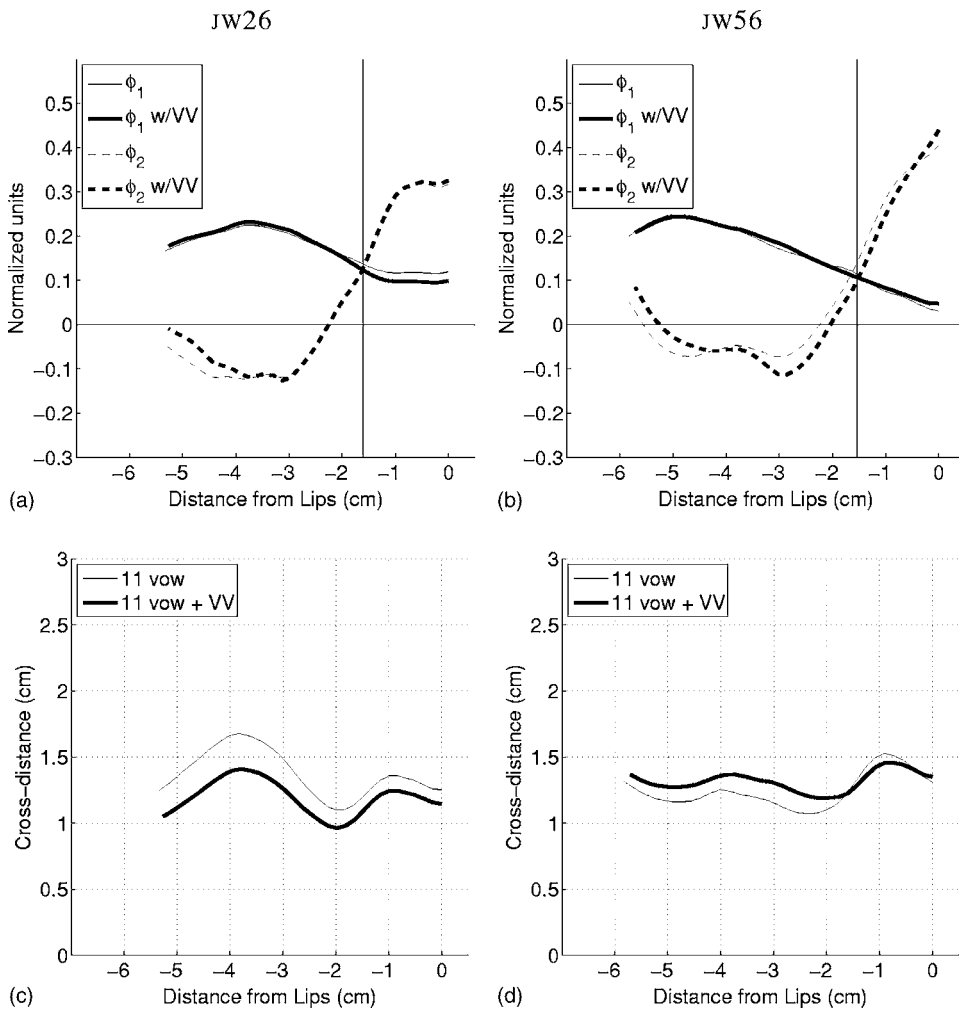 JW26
JW56
ϕ1
ϕ1 w/VV
ϕ2
ϕ2 w/VV
0.5
0.4
0.3
0.2
0.1
0
−0.1
−0.2
−0.3
Normalized units
−6 −5 −4 −3 −2 −1 0
Distance from Lips (cm)
(a)
ϕ1
ϕ1 w/VV
ϕ2
ϕ2 w/VV
0.5
0.4
0.3
0.2
0.1
0
−0.1
−0.2
−0.3
Normalized units
−6 −5 −4 −3 −2 −1 0
Distance from Lips (cm)
(b)
11 vow
11 vow + VV
3
2.5
2
1.5
1
0.5
0
Cross−distance (cm)
−6 −5 −4 −3 −2 −1 0
Distance from Lips (cm)
(c)
11 vow
11 vow + VV
3
2.5
2
1.5
1
0.5
0
Cross−distance (cm)
−6 −5 −4 −3 −2 −1 0
Distance from Lips (cm)
(d)